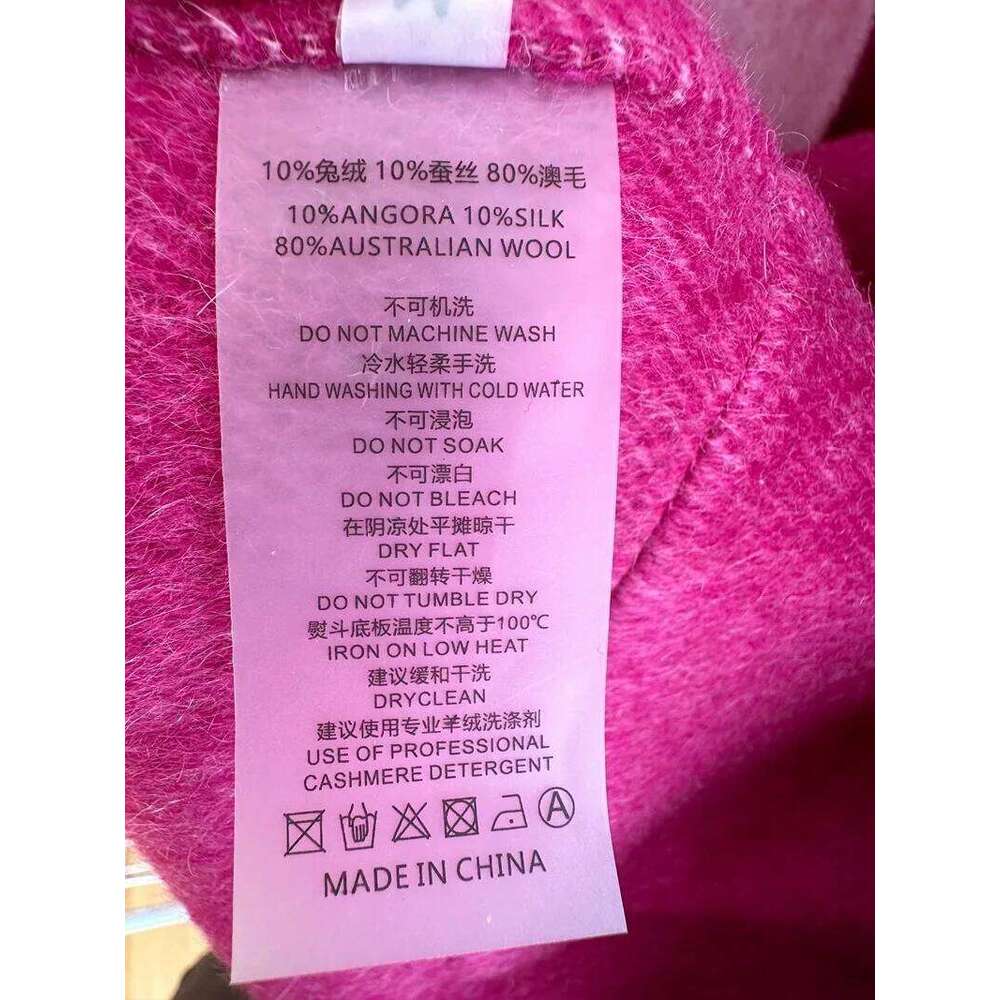 10%兔绒 10%蚕丝 80%澳毛
10%ANGORA 10%SILK
80%AUSTRALIAN WOOL
不可机洗
DO NOT MACHINE WASH
冷水轻柔手洗
HAND WASHING WITH COLD WATER
不可浸泡
DO NOT SOAK
不可漂白
DO NOT BLEACH
在阴凉处平摊晾干
DRY FLAT
不可翻转干燥
DO NOT TUMBLE DRY
熨斗底板温度不高于100℃
IRON ON LOW HEAT
建议缓和干洗
DRYCLEAN
建议使用专业羊绒洗涤剂
USE OF PROFESSIONAL
CASHMERE DETERGENT
A
MADE IN CHINA